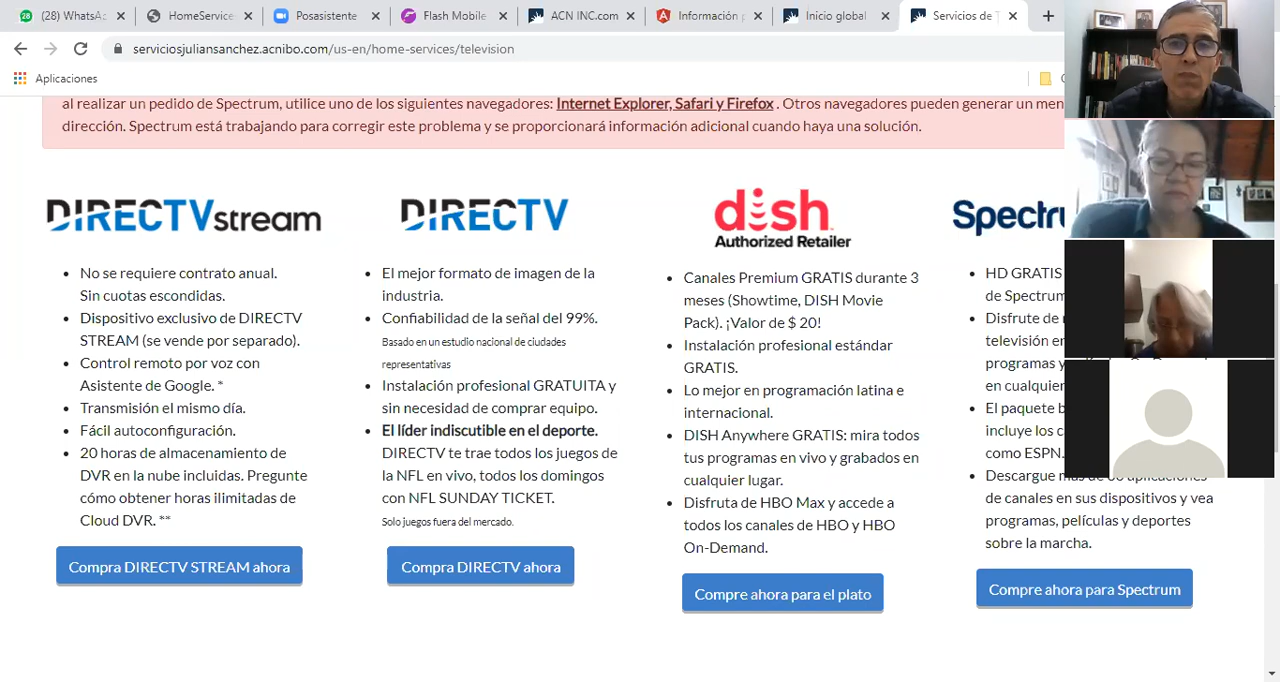 (28) WhatsA
HomeService
Posasistente
Flash Mobile
ACN INC.com
Información p
Inicio global
Servicios de T
serviciosjuliansanchez.acnibo.com/us-en/home-services/television
Aplicaciones
al realizar un pedido de Spectrum, utilice uno de los siguientes navegadores: Internet Explorer, Safari y Firefox . Otros navegadores pueden generar un men
dirección. Spectrum está trabajando para corregir este problema y se proporcionará información adicional cuando haya una solución.
DIRECTV stream
No se requiere contrato anual.
Sin cuotas escondidas.
Dispositivo exclusivo de DIRECTV
STREAM (se vende por separado).
Control remoto por voz con
Asistente de Google. *
Transmisión el mismo día.
Fácil autoconfiguración.
20 horas de almacenamiento de
DVR en la nube incluidas. Pregunte
cómo obtener horas ilimitadas de
Cloud DVR. **
Compra DIRECTV STREAM ahora
DIRECTV
El mejor formato de imagen de la
industria.
Confiabilidad de la señal del 99%.
Basado en un estudio nacional de ciudades
representativas
Instalación profesional GRATUITA y
sin necesidad de comprar equipo.
El líder indiscutible en el deporte.
DIRECTV te trae todos los juegos de
la NFL en vivo, todos los domingos
con NFL SUNDAY TICKET.
Solo juegos fuera del mercado.
Compra DIRECTV ahora
dish
Authorized Retailer
Canales Premium GRATIS durante 3
meses (Showtime, DISH Movie
Pack). ¡Valor de $ 20!
Instalación profesional estándar
GRATIS.
Lo mejor en programación latina e
internacional.
DISH Anywhere GRATIS: mira todos
tus programas en vivo y grabados en
cualquier lugar.
Disfruta de HBO Max y accede a
todos los canales de HBO y HBO
On-Demand.
Compre ahora para el plato
Spectru
HD GRATIS
de Spectrum
Disfrute de
televisión en
programas y
en cualquier
El paquete b
incluye los c
como ESPN.
Descargue más de
de canales en sus dispositivos y vea
programas, películas y deportes
sobre la marcha.
Compre ahora para Spectrum